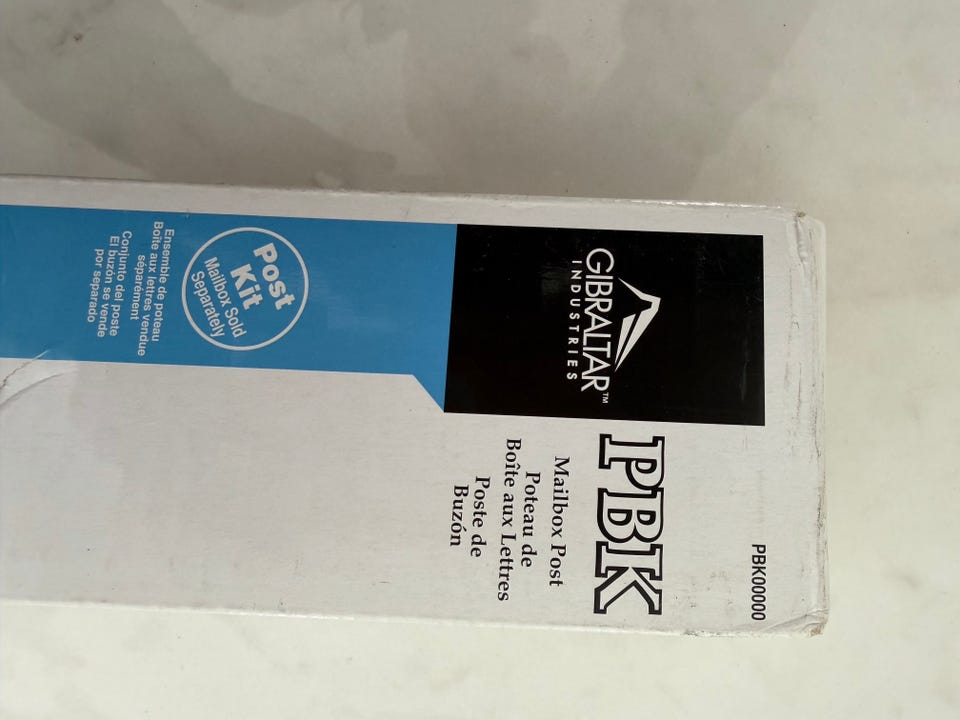 PBK00000
GIBRALTAR™
INDUSTRIES
PBK
Mailbox Post
Poteau de
Boîte aux Lettres
Poste de
Buzón
Post
Kit
Mailbox Sold
Separately
Ensemble de poteau
Boîte aux lettres vendue
séparément
Conjunto del poste
El buzón se vende
por separado